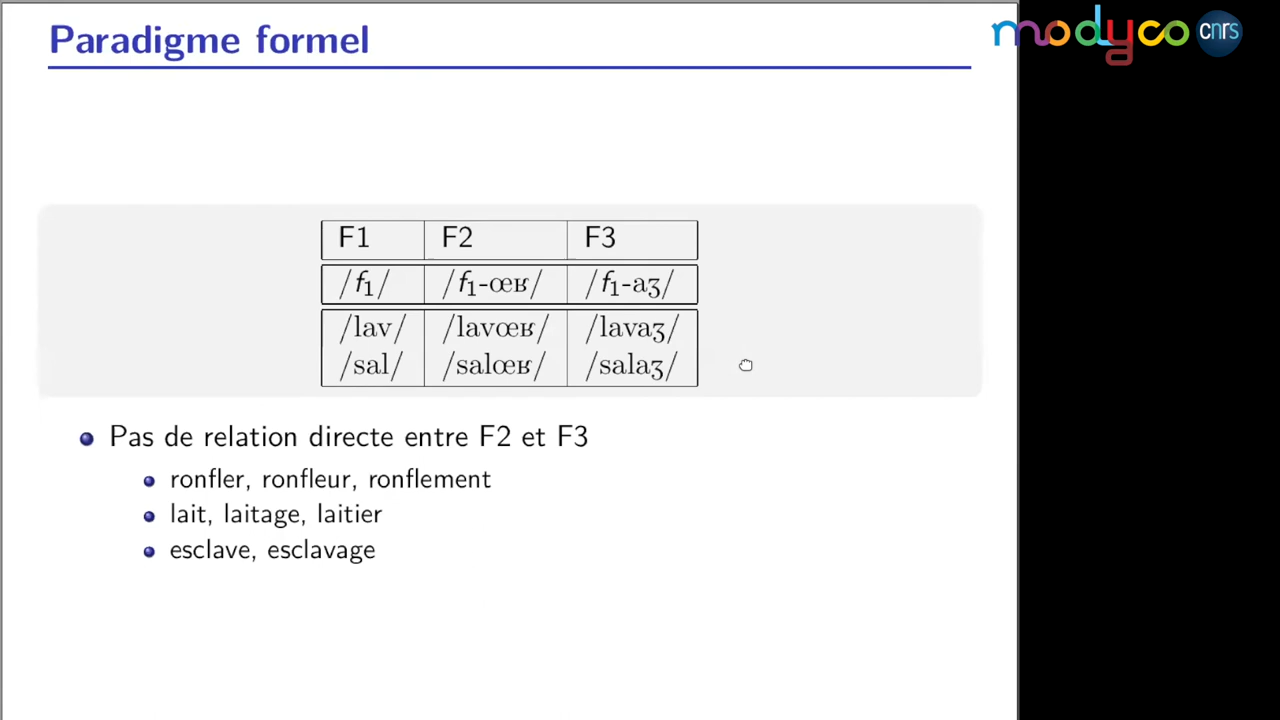 Paradigme formel
modyco cnrs
F1 F2 F3
/f₁/ /f₁-œʁ/ /f₁-aʒ/
/lav/ /lavœʁ/ /lavaʒ/
/sal/ /salœʁ/ /salaʒ/
Pas de relation directe entre F2 et F3
ronfler, ronfleur, ronflement
lait, laitage, laitier
esclave, esclavage